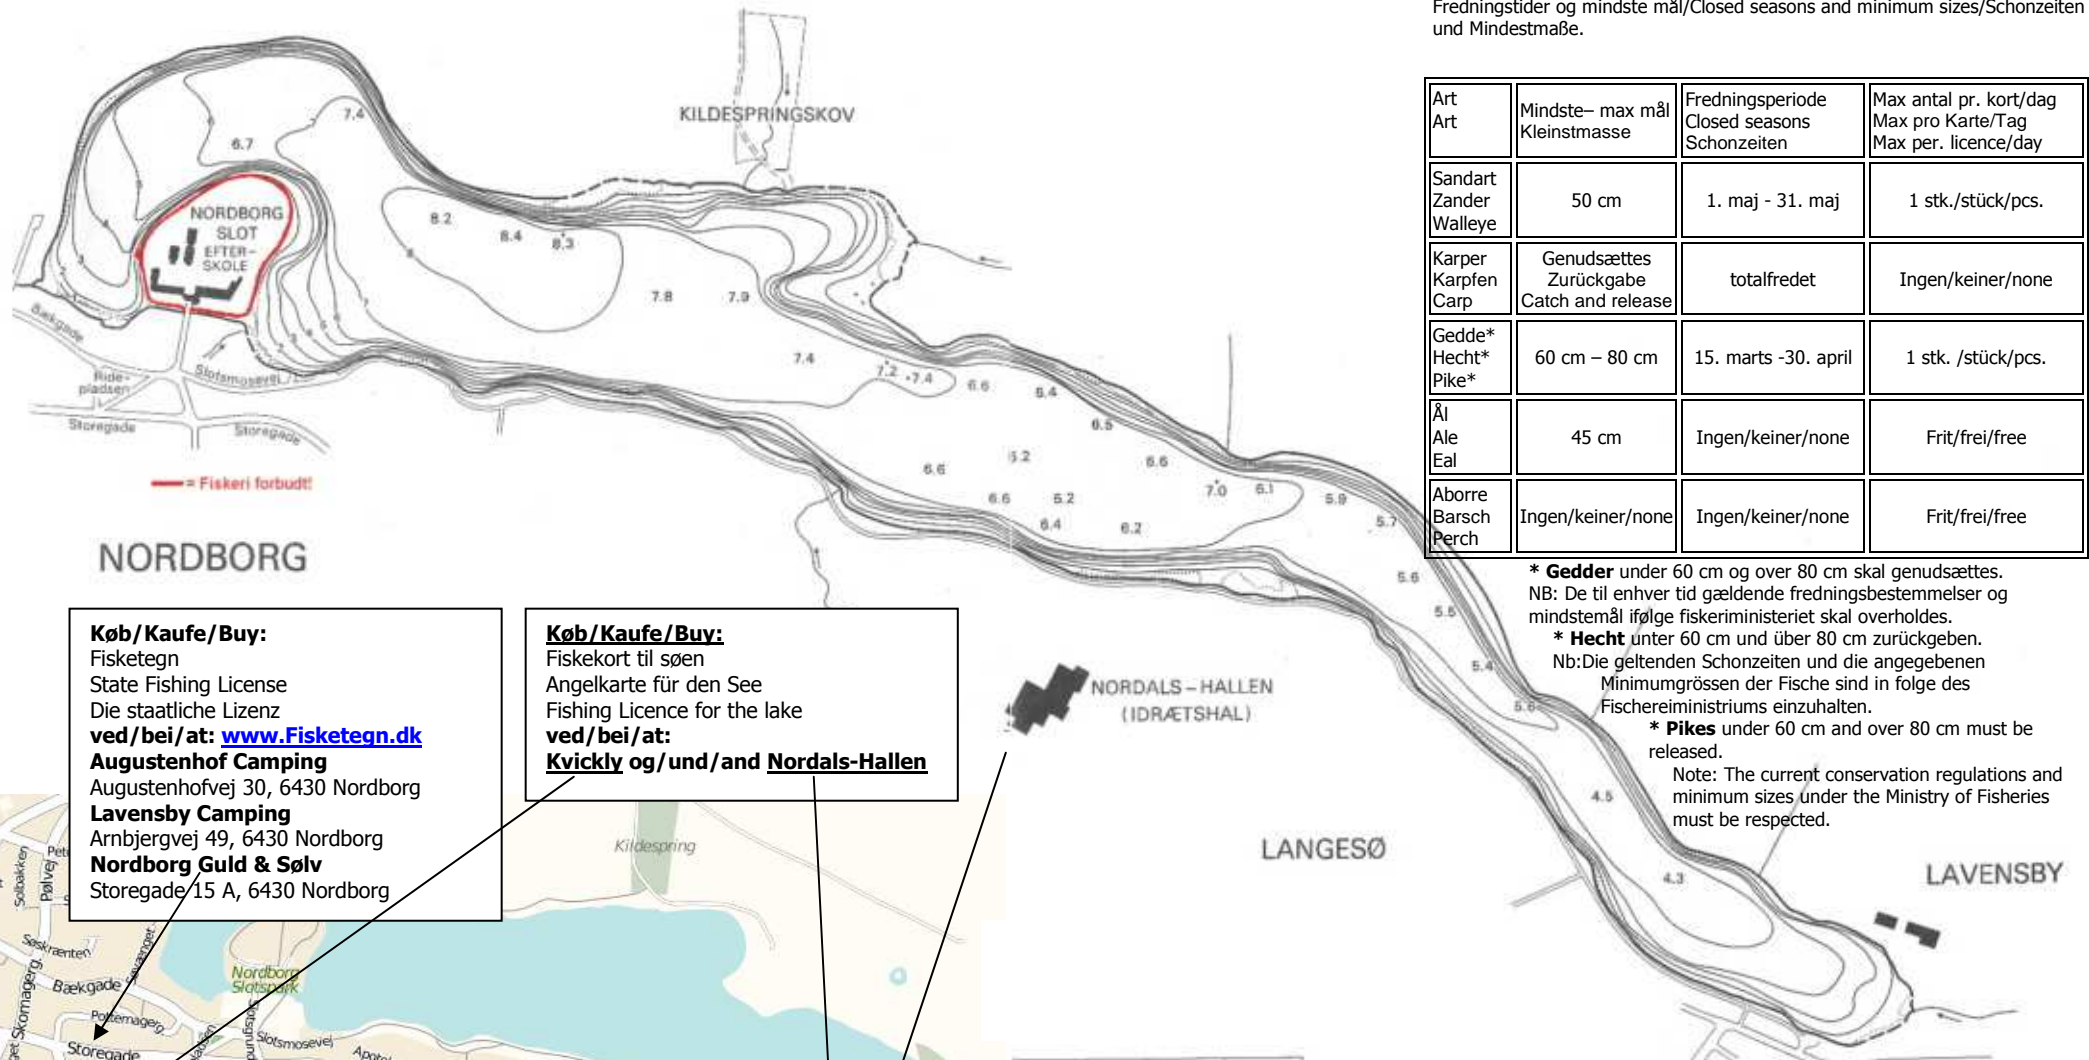 Fredningstider og mindste mål/Closed seasons and minimum sizes/Schonzeiten
und Mindestmaße.
Art
Art
Mindste– max mål
Kleinstmasse
Fredningsperiode
Closed seasons
Schonzeiten
Max antal pr. kort/dag
Max pro Karte/Tag
Max per. licence/day
Sandart
Zander
Walleye
50 cm
1. maj - 31. maj
1 stk./stück/pcs.
Karper
Karpfen
Carp
Genudsættes
Zurückgabe
Catch and release
totalfredet
Ingen/keiner/none
Gedde*
Hecht*
Pike*
60 cm – 80 cm
15. marts -30. april
1 stk. /stück/pcs.
Ål
Ale
Eal
45 cm
Ingen/keiner/none
Frit/frei/free
Aborre
Barsch
Perch
Ingen/keiner/none
Ingen/keiner/none
Frit/frei/free
* Gedder under 60 cm og over 80 cm skal genudsættes.
NB: De til enhver tid gældende fredningsbestemmelser og
mindstemål ifølge fiskeriministeriet skal overholdes.
* Hecht unter 60 cm und über 80 cm zurückgeben.
Nb:Die geltenden Schonzeiten und die angegebenen
Minimumgrössen der Fische sind in folge des
Fischereiministriums einzuhalten.
* Pikes under 60 cm and over 80 cm must be
released.
Note: The current conservation regulations and
minimum sizes under the Ministry of Fisheries
must be respected.
KILDESPRINGSKOV
7.4
6.7
NORDBORG
SLOT
EFTER-
SKOLE
8.2
8.4
8.3
7.8
7.9
7.4
7.2
7.4
6.6
6.4
6.5
6.6
6.6
6.6
6.2
6.4
6.2
7.0
6.1
5.9
5.7
5.6
5.5
5.4
5.6
4.5
4.3
Bækgade
Ride-
pladsen
Slotsmosevej
Storegade
Storegade
= Fiskeri forbudt!
NORDBORG
NORDALS – HALLEN
(IDRÆTSHAL)
LANGESØ
LAVENSBY
Køb/Kaufe/Buy:
Fisketegn
State Fishing License
Die staatliche Lizenz
ved/bei/at: www.Fisketegn.dk
Augustenhof Camping
Augustenhofvej 30, 6430 Nordborg
Lavensby Camping
Arnbjergvej 49, 6430 Nordborg
Nordborg Guld & Sølv
Storegade 15 A, 6430 Nordborg
Køb/Kaufe/Buy:
Fiskekort til søen
Angelkarte für den See
Fishing Licence for the lake
ved/bei/at:
Kvickly og/und/and Nordals-Hallen
Kildespring
Solbakken
Pølvej
Søskrænten
Bækgade
Søvænget
Nordborg
Slotspark
Pottemagerg.
Storegade
Slotsmosevej